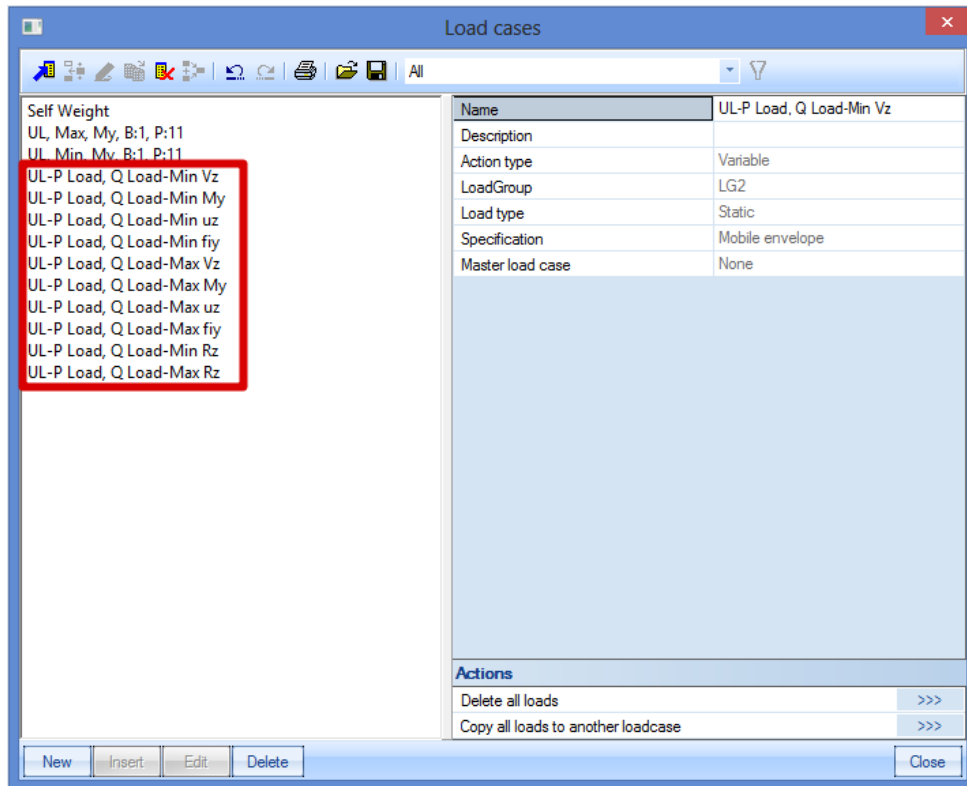 Load cases
All
Self Weight
UL, Max, My, B:1, P:11
UL, Min, My, B:1, P:11
UL-P Load, Q Load-Min Vz
UL-P Load, Q Load-Min My
UL-P Load, Q Load-Min uz
UL-P Load, Q Load-Min fiy
UL-P Load, Q Load-Max Vz
UL-P Load, Q Load-Max My
UL-P Load, Q Load-Max uz
UL-P Load, Q Load-Max fiy
UL-P Load, Q Load-Min Rz
UL-P Load, Q Load-Max Rz
Name UL-P Load, Q Load-Min Vz
Description
Action type Variable
LoadGroup LG2
Load type Static
Specification Mobile envelope
Master load case None
Actions
Delete all loads >>>
Copy all loads to another loadcase >>>
New Insert Edit Delete Close